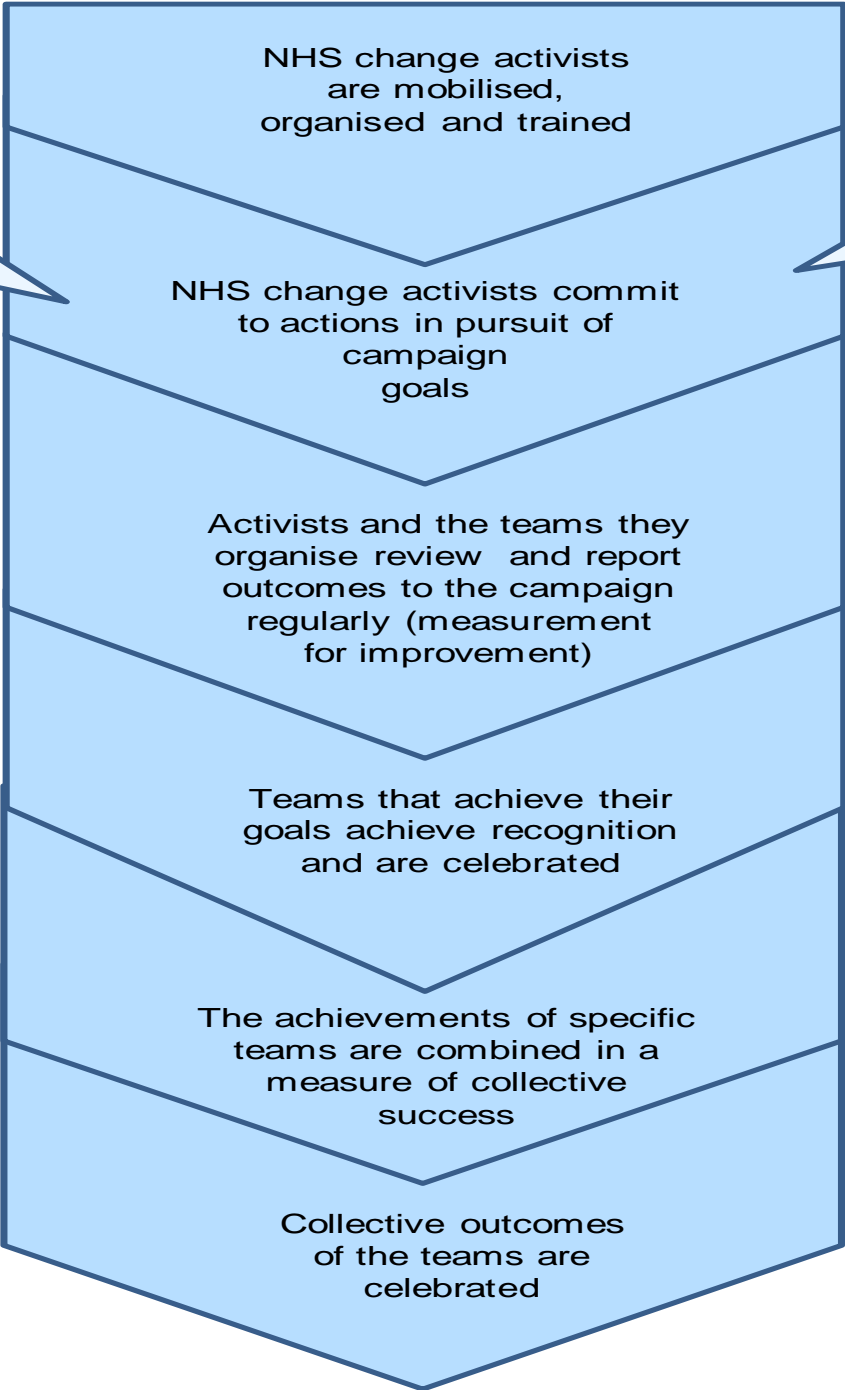 NHS change activists
are mobilised,
organised and trained
NHS change activists commit
to actions in pursuit of
campaign
goals
Activists and the teams they
organise review and report
outcomes to the campaign
regularly (measurement
for improvement)
Teams that achieve their
goals achieve recognition
and are celebrated
The achievements of specific
teams are combined in a
measure of collective
success
Collective outcomes
of the teams are
celebrated